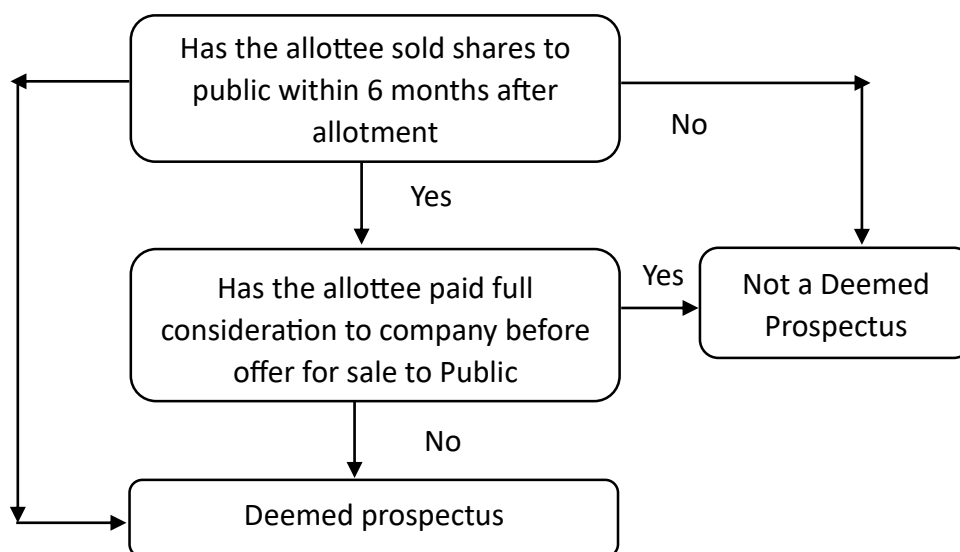 Has the allottee sold shares to
public within 6 months after
allotment
No
Yes
Has the allottee paid full
consideration to company before
offer for sale to Public
Yes
Not a Deemed
Prospectus
No
Deemed prospectus